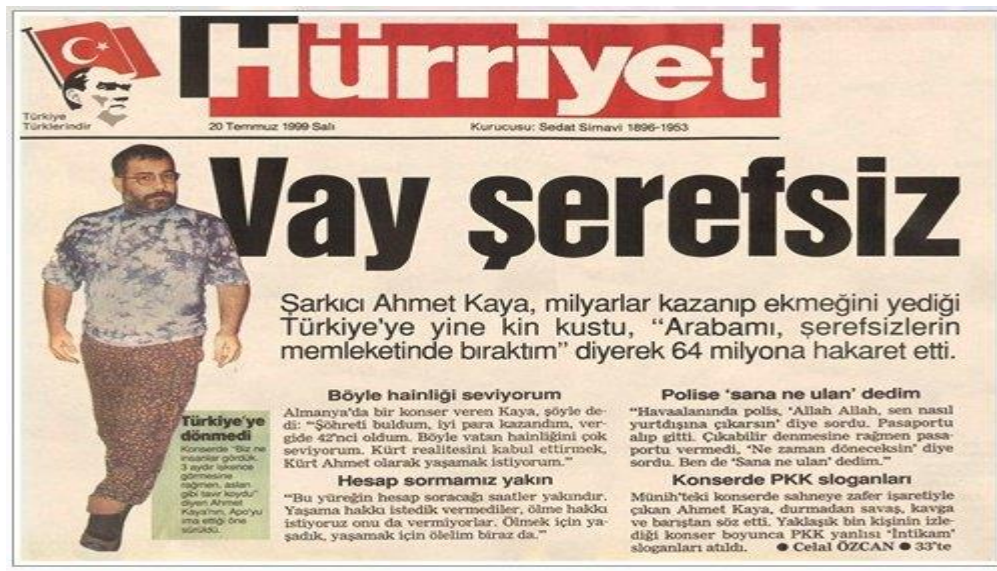 Türkiye
Türklerindir
Hürriyet
20 Temmuz 1999 Salı
Kurucusu: Sedat Simavi 1896-1953
Vay şerefsiz
Şarkıcı Ahmet Kaya, milyarlar kazanıp ekmeğini yediği
Türkiye'ye yine kin kustu, “Arabamı, şerefsizlerin
memleketinde bıraktım” diyerek 64 milyona hakaret etti.
Türkiye'ye
dönmedi
Konserde “Biz ne
insanlar gördük.
3 aydır işkence
görmesine
rağmen, aslan
gibi tavır koydu”
diyen Ahmet
Kaya'nın, Apo'yu
ima ettiği öne
sürüldü.
Böyle hainliği seviyorum
Almanya'da bir konser veren Kaya, şöyle de-
di: “Şöhreti buldum, iyi para kazandım, ver-
gide 42'nci oldum. Böyle vatan hainliğini çok
seviyorum. Kürt realitesini kabul ettirmek,
Kürt Ahmet olarak yaşamak istiyorum.”
Hesap sormamız yakın
“Bu yüreğin hesap soracağı saatler yakındır.
Yaşama hakkı istedik vermediler, ölme hakkı
istiyoruz onu da vermiyorlar. Ölmek için ya-
şadık, yaşamak için ölelim biraz da.”
Polise ‘sana ne ulan’ dedim
“Havaalanında polis, ‘Allah Allah, sen nasıl
yurtdışına çıkarsın’ diye sordu. Pasaportu
alıp gitti. Çıkabilir denmesine rağmen pasa-
portu vermedi, ‘Ne zaman döneceksin’ diye
sordu. Ben de ‘Sana ne ulan’ dedim.”
Konserde PKK sloganları
Münih'teki konserde sahneye zafer işaretiyle
çıkan Ahmet Kaya, durmadan savaş, kavga
ve barıştan söz etti. Yaklaşık bin kişinin izle-
diği konser boyunca PKK yanlısı ‘İntikam’
sloganları atıldı. ● Celal ÖZCAN ● 33'te